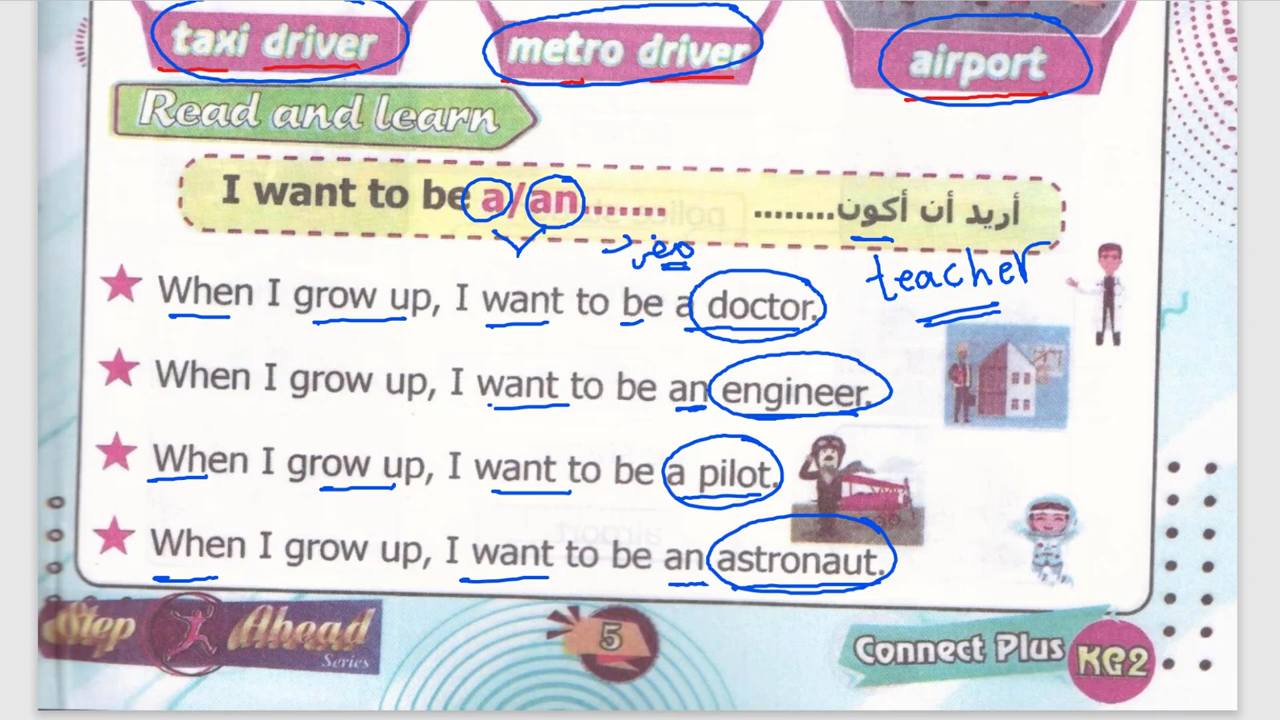 taxi driver
metro driver
airport
Read and learn
I want to be a/an....... أريد أن أكون........
مفرد
teacher
When I grow up, I want to be a doctor.
When I grow up, I want to be an engineer.
When I grow up, I want to be a pilot.
When I grow up, I want to be an astronaut.
Step Ahead
Series
5
Connect Plus KG2